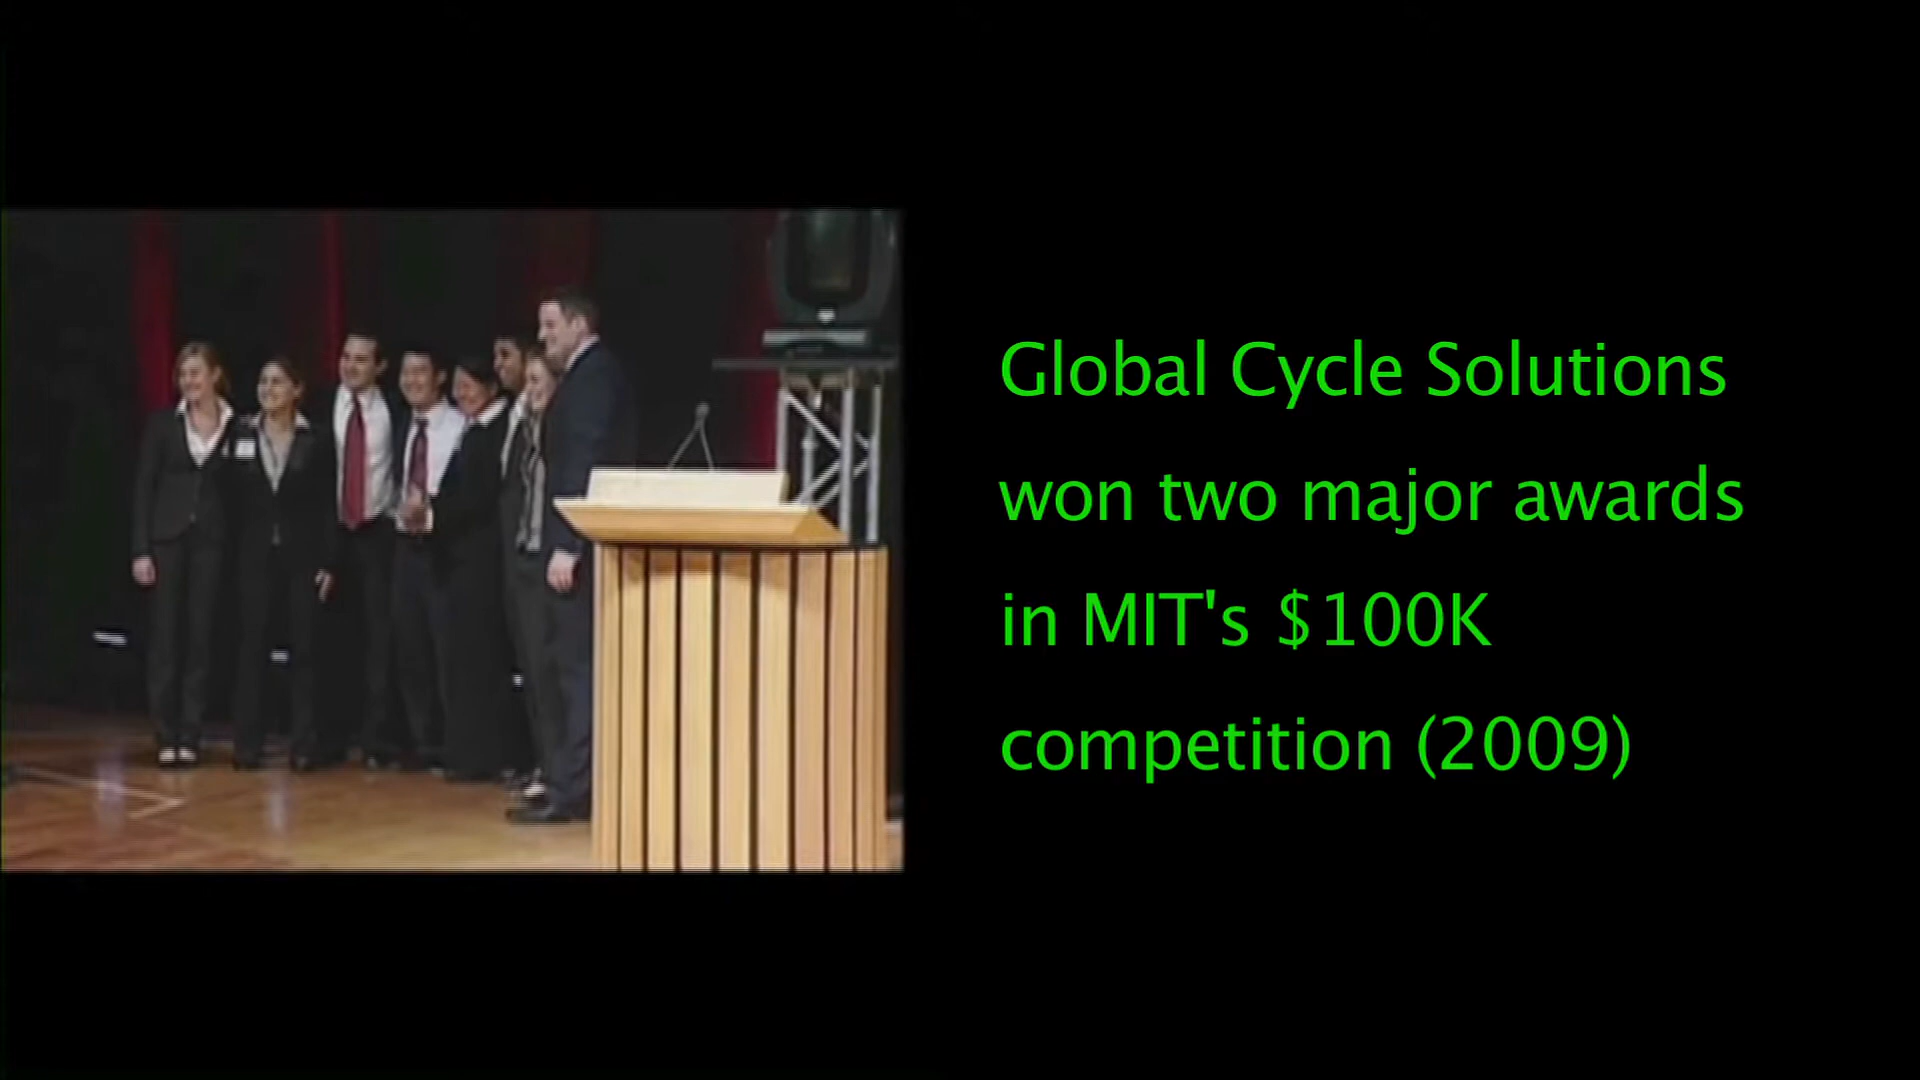 Global Cycle Solutions
won two major awards
in MIT's $100K
competition (2009)